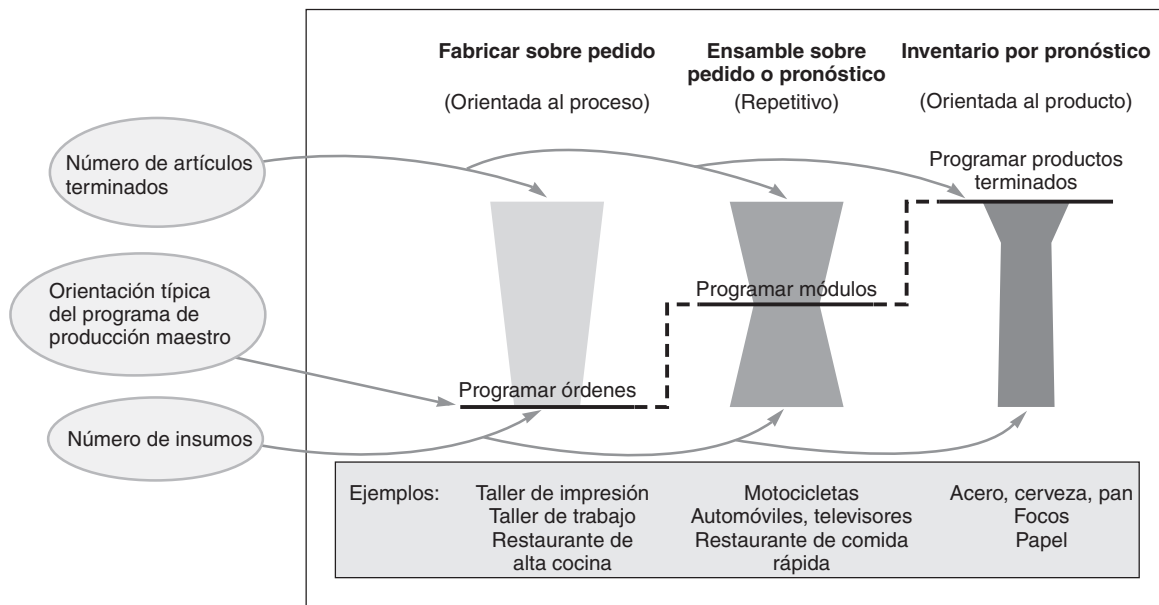 Fabricar sobre pedido
(Orientada al proceso)
Ensamble sobre
pedido o pronóstico
(Repetitivo)
Inventario por pronóstico
(Orientada al producto)
Número de artículos
terminados
Programar productos
terminados
Orientación típica
del programa de
producción maestro
Programar módulos
Programar órdenes
Número de insumos
Ejemplos:
Taller de impresión
Taller de trabajo
Restaurante de
alta cocina
Motocicletas
Automóviles, televisores
Restaurante de comida
rápida
Acero, cerveza, pan
Focos
Papel